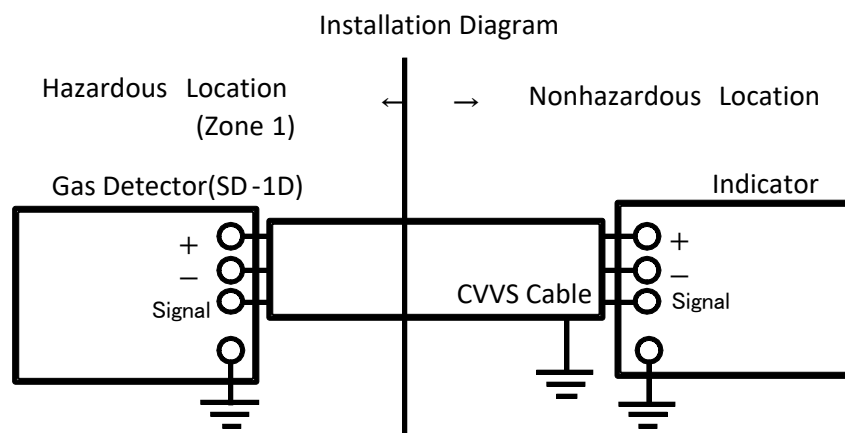 Installation Diagram
Hazardous Location
(Zone 1)
← → Nonhazardous Location
Gas Detector(SD-1D)
Indicator
+
−
Signal
CVVS Cable
+
−
Signal